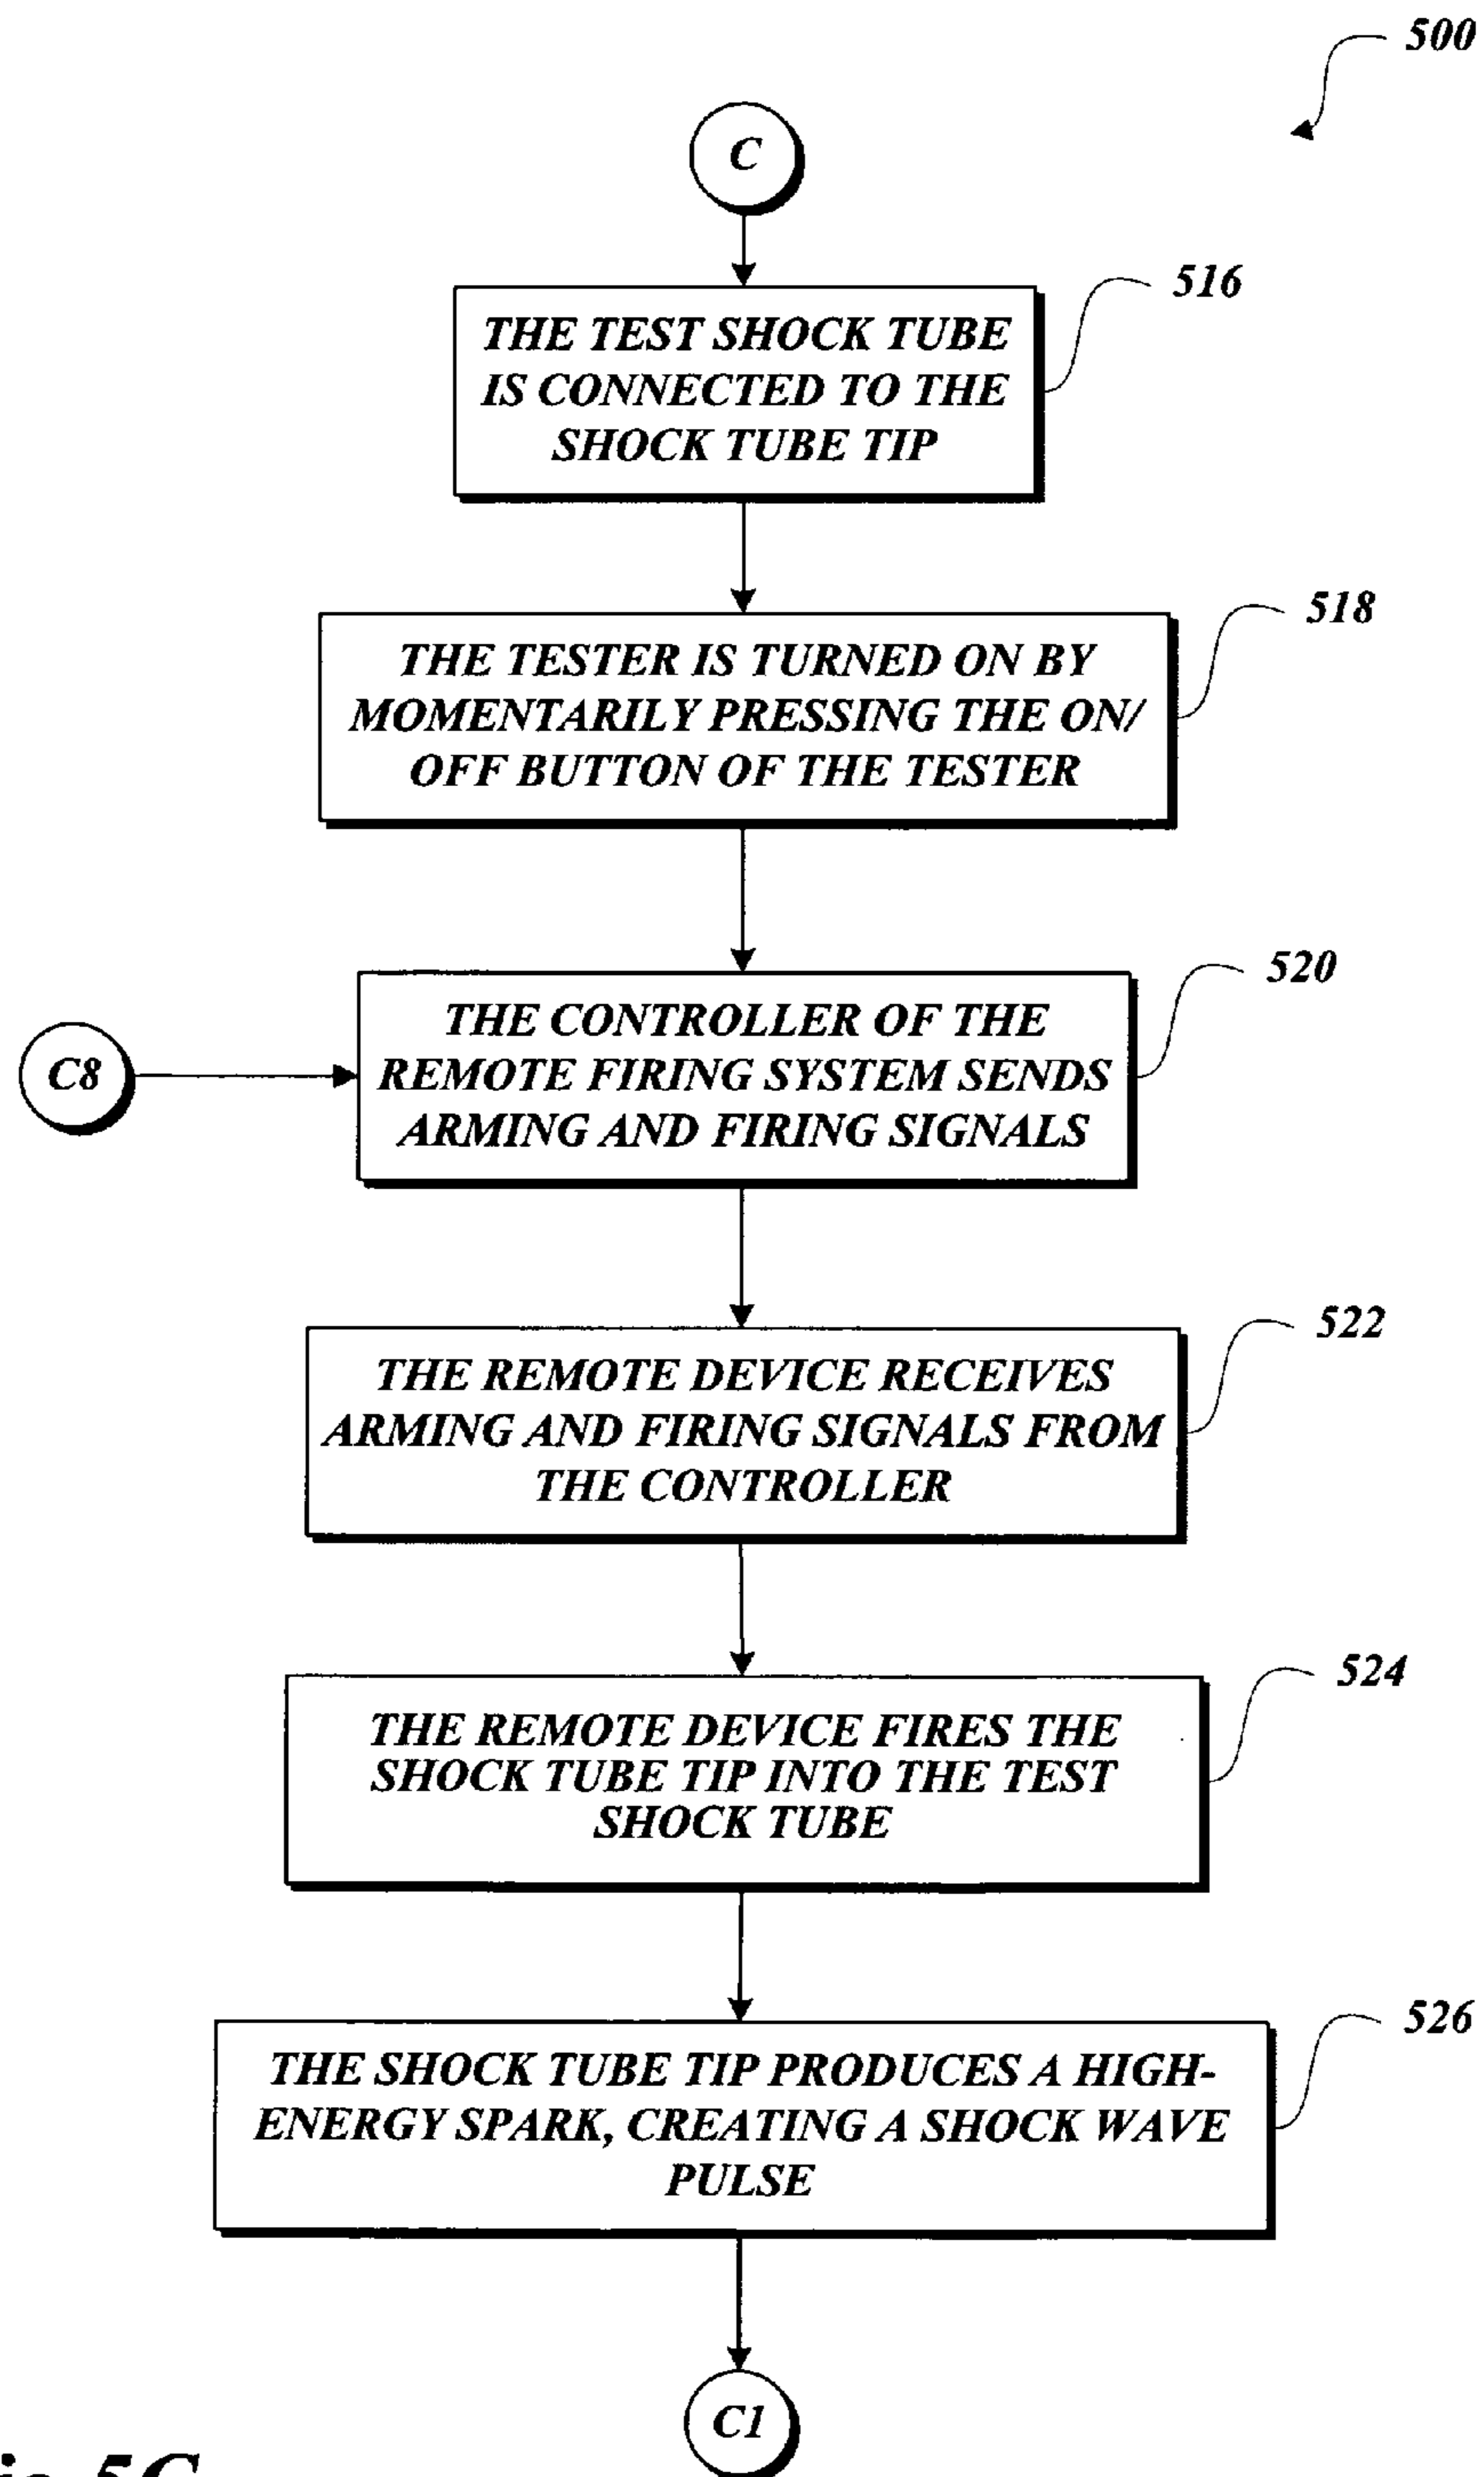 500
C
516
THE TEST SHOCK TUBE
IS CONNECTED TO THE
SHOCK TUBE TIP
518
THE TESTER IS TURNED ON BY
MOMENTARILY PRESSING THE ON/
OFF BUTTON OF THE TESTER
520
C8
THE CONTROLLER OF THE
REMOTE FIRING SYSTEM SENDS
ARMING AND FIRING SIGNALS
522
THE REMOTE DEVICE RECEIVES
ARMING AND FIRING SIGNALS FROM
THE CONTROLLER
524
THE REMOTE DEVICE FIRES THE
SHOCK TUBE TIP INTO THE TEST
SHOCK TUBE
526
THE SHOCK TUBE TIP PRODUCES A HIGH-
ENERGY SPARK, CREATING A SHOCK WAVE
PULSE
C1
5C